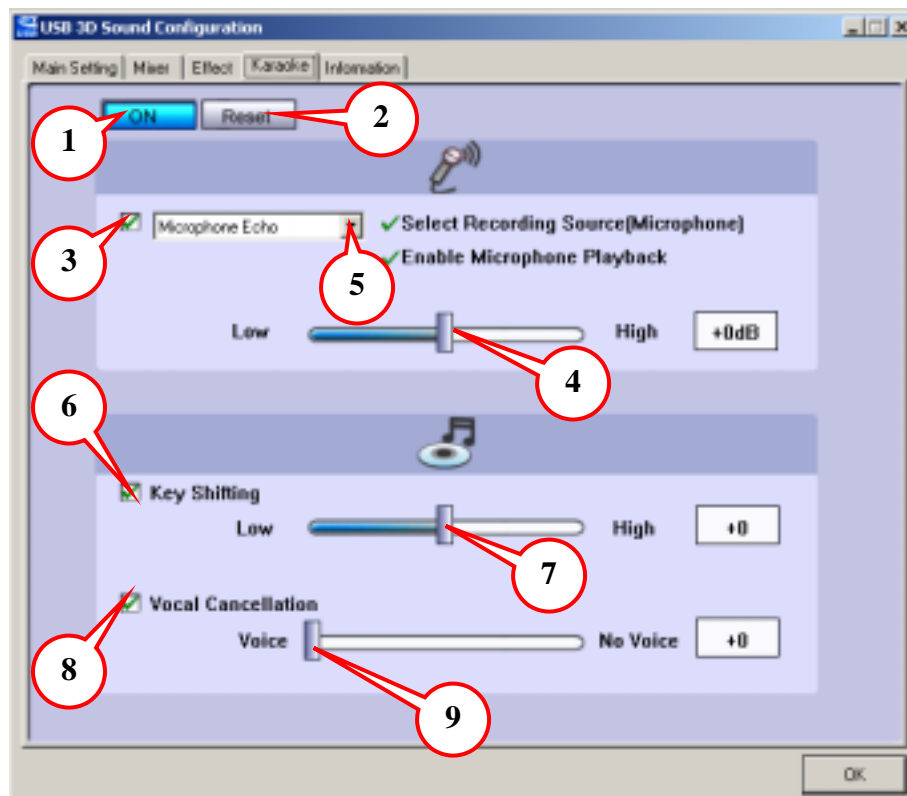 USB 3D Sound Configuration
Main Setting Mixer Effect Karaoke Information
ON Reset
1
2
Microphone Echo
Select Recording Source(Microphone)
3
Enable Microphone Playback
5
Low High +0dB
4
6
Key Shifting
Low High +0
7
Vocal Cancellation
Voice No Voice +0
8
9
OK